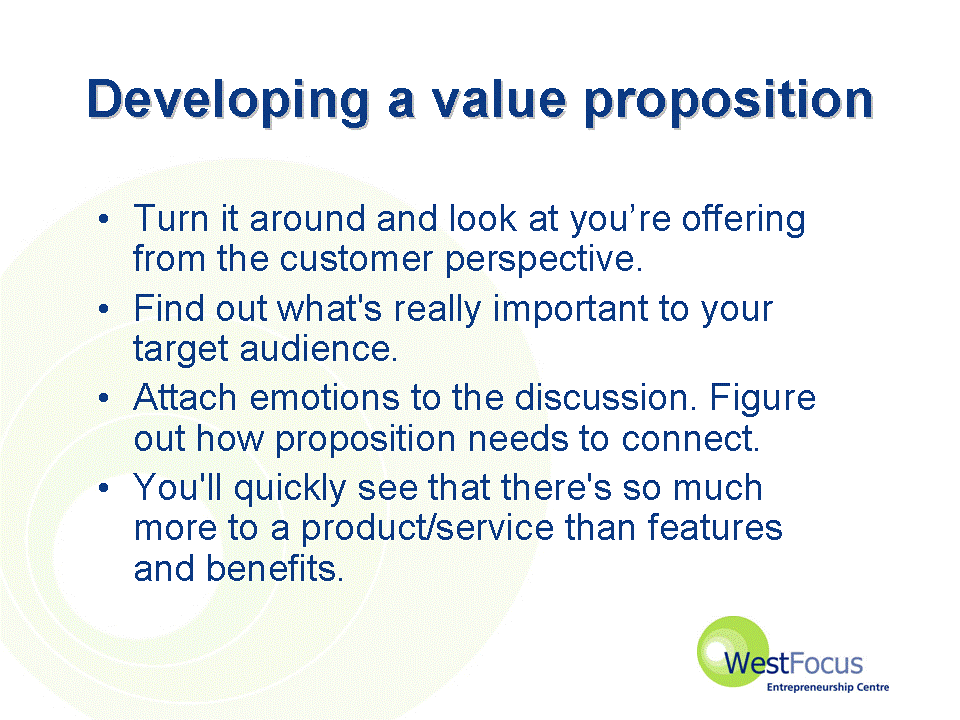 Developing a value proposition
• Turn it around and look at you’re offering
from the customer perspective.
• Find out what's really important to your
target audience.
• Attach emotions to the discussion. Figure
out how proposition needs to connect.
• You'll quickly see that there's so much
more to a product/service than features
and benefits.
WestFocus
Entrepreneurship Centre